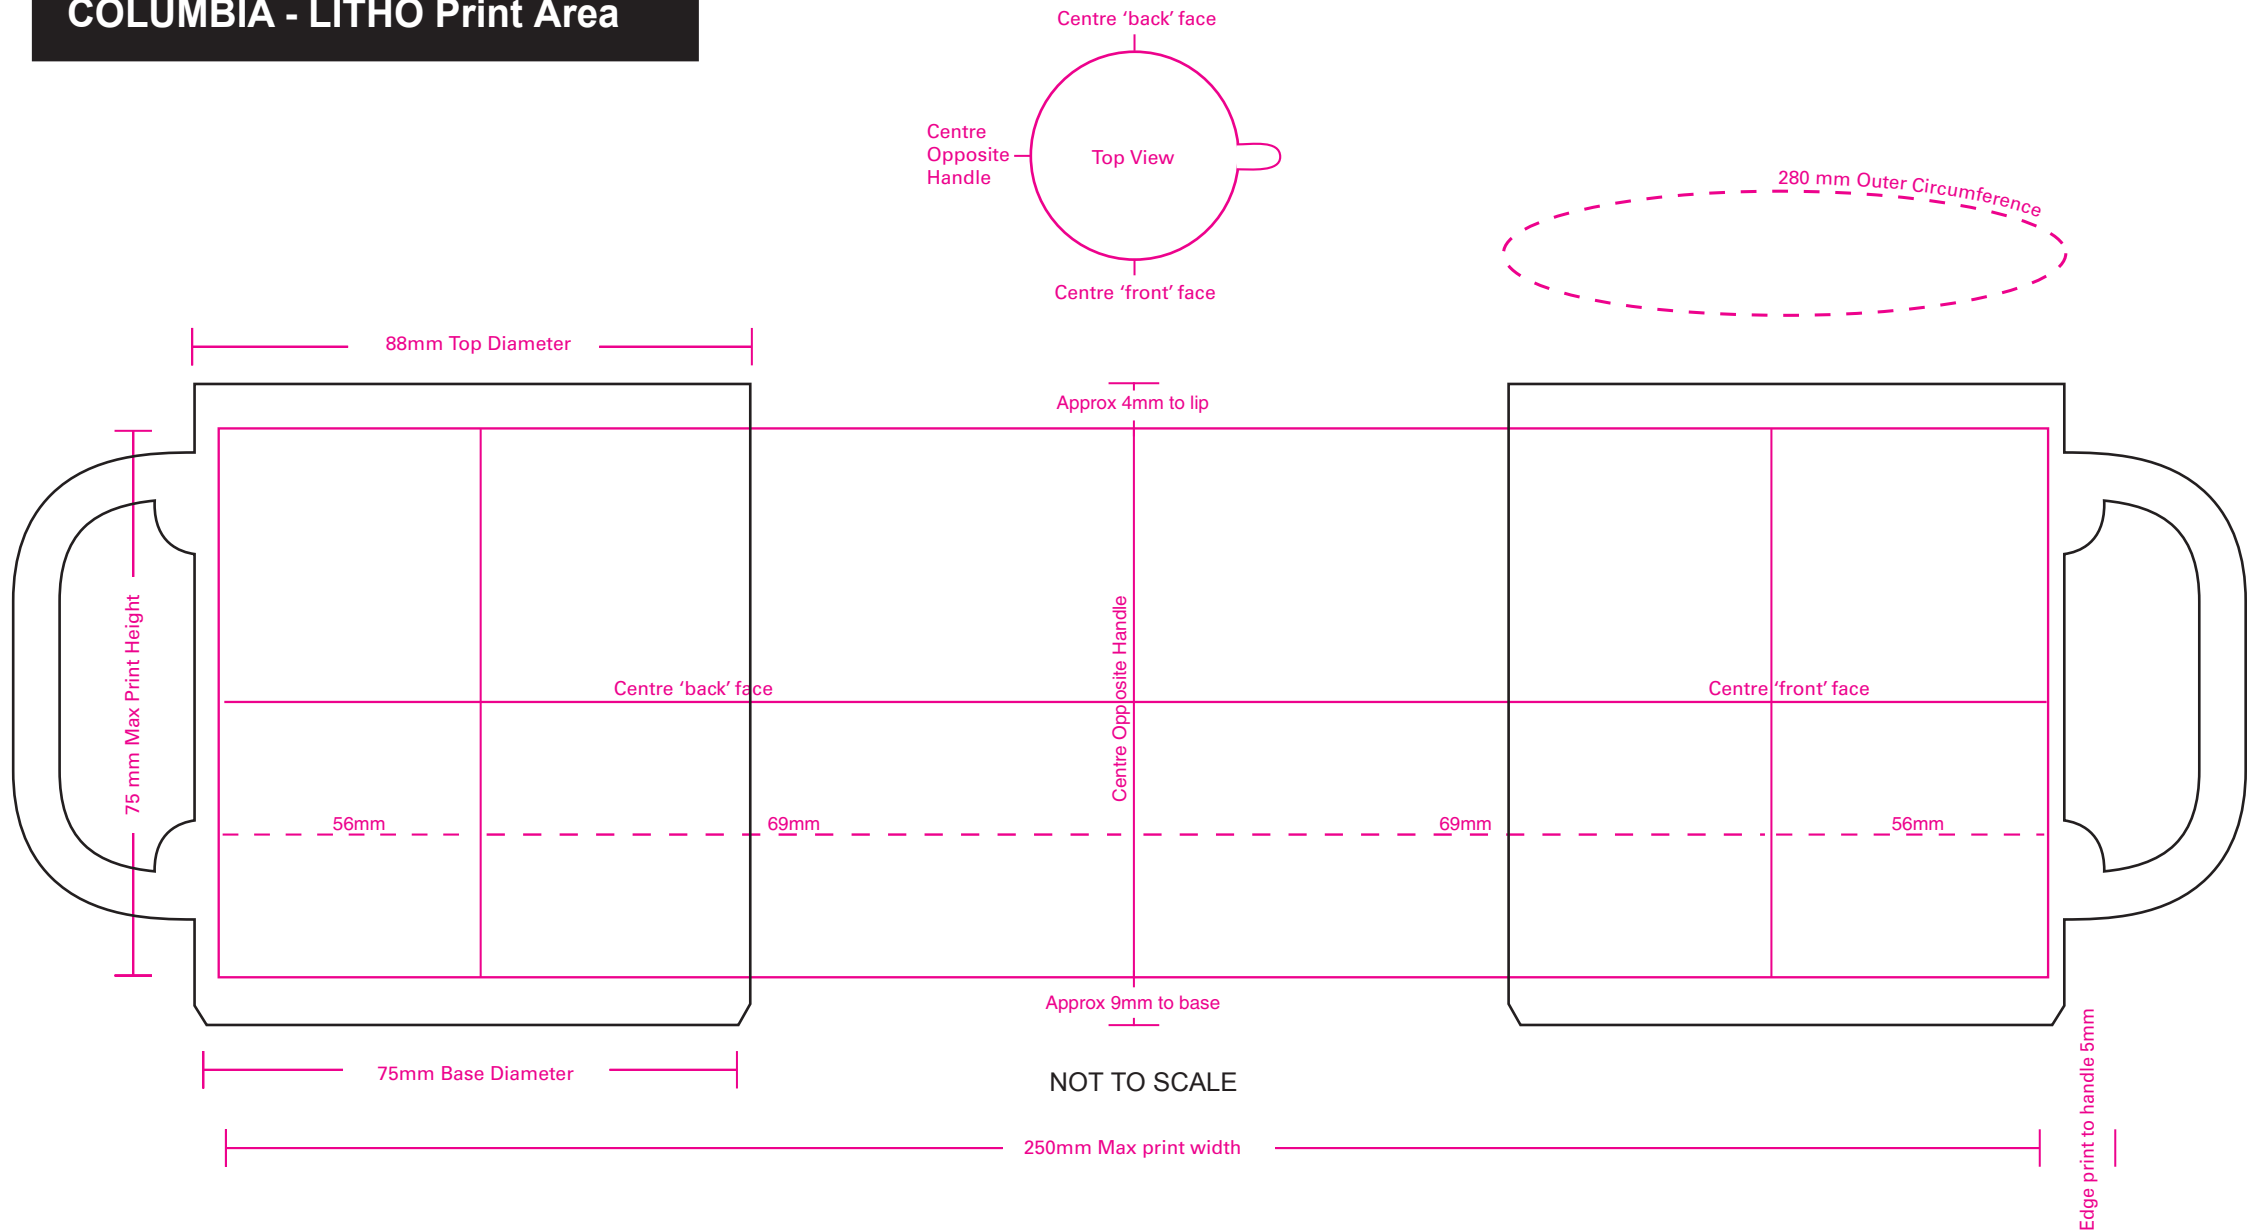 COLUMBIA - LITHO Print Area
Centre ‘back’ face
Centre
Opposite
Handle
Top View
Centre ‘front’ face
280 mm Outer Circumference
88mm Top Diameter
Approx 4mm to lip
75 mm Max Print Height
Centre ‘back’ face
Centre Opposite Handle
Centre ‘front’ face
56mm
69mm
69mm
56mm
Approx 9mm to base
75mm Base Diameter
NOT TO SCALE
250mm Max print width
Edge print to handle 5mm